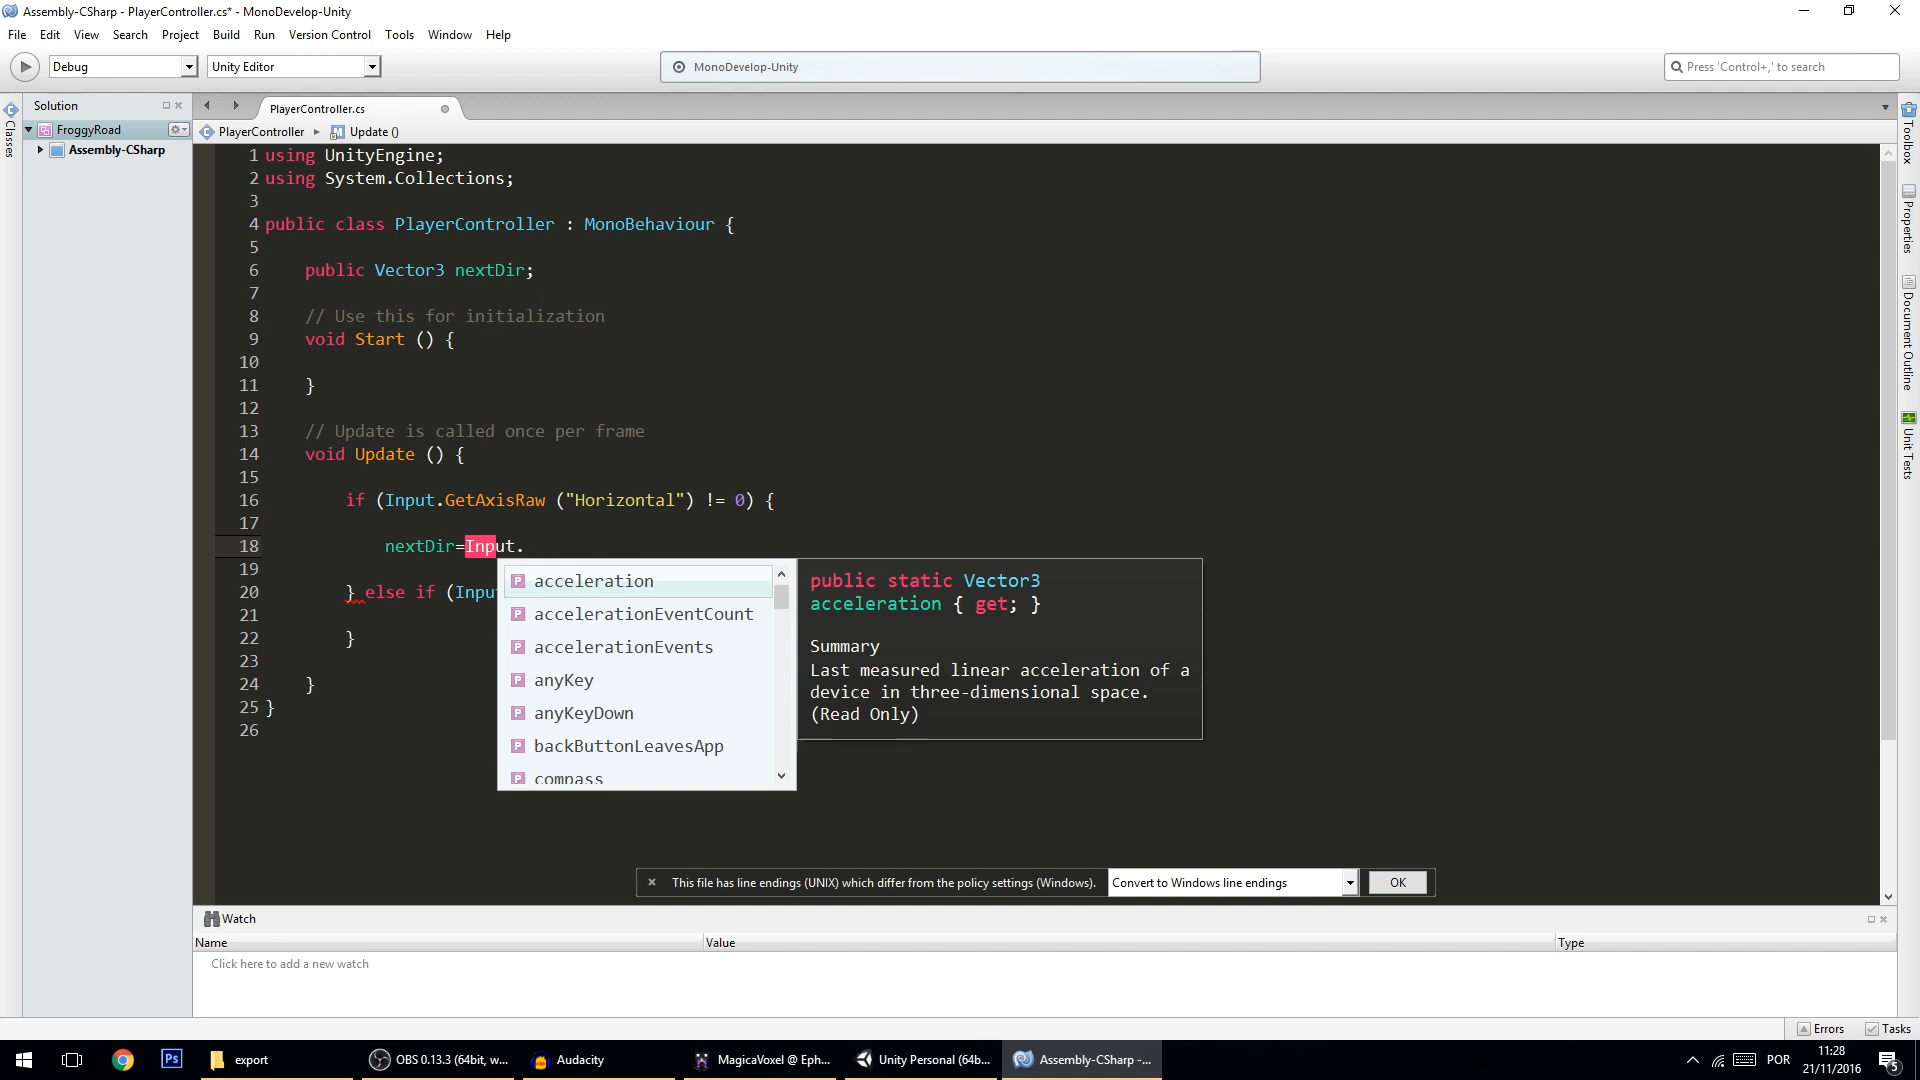 Assembly-CSharp - PlayerController.cs* - MonoDevelop-Unity
File Edit View Search Project Build Run Version Control Tools Window Help
Debug Unity Editor MonoDevelop-Unity Press 'Control+,' to search
Solution
FroggyRoad
Assembly-CSharp
Classes
PlayerController.cs
PlayerController Update ()
1 using UnityEngine;
2 using System.Collections;
3
4 public class PlayerController : MonoBehaviour {
5
6 public Vector3 nextDir;
7
8 // Use this for initialization
9 void Start () {
10
11 }
12
13 // Update is called once per frame
14 void Update () {
15
16 if (Input.GetAxisRaw ("Horizontal") != 0) {
17
18 nextDir=Input.
19
20 } else if (Input
21
22 }
23
24 }
25 }
26
acceleration
accelerationEventCount
accelerationEvents
anyKey
anyKeyDown
backButtonLeavesApp
compass
public static Vector3
acceleration { get; }
Summary
Last measured linear acceleration of a
device in three-dimensional space.
(Read Only)
This file has line endings (UNIX) which differ from the policy settings (Windows). Convert to Windows line endings OK
Toolbox
Properties
Document Outline
Unit Tests
Watch
Name Value Type
Click here to add a new watch
Errors Tasks
Ps export OBS 0.13.3 (64bit, w... Audacity MagicaVoxel @ Eph... Unity Personal (64b... Assembly-CSharp -... POR 11:28
21/11/2016 5